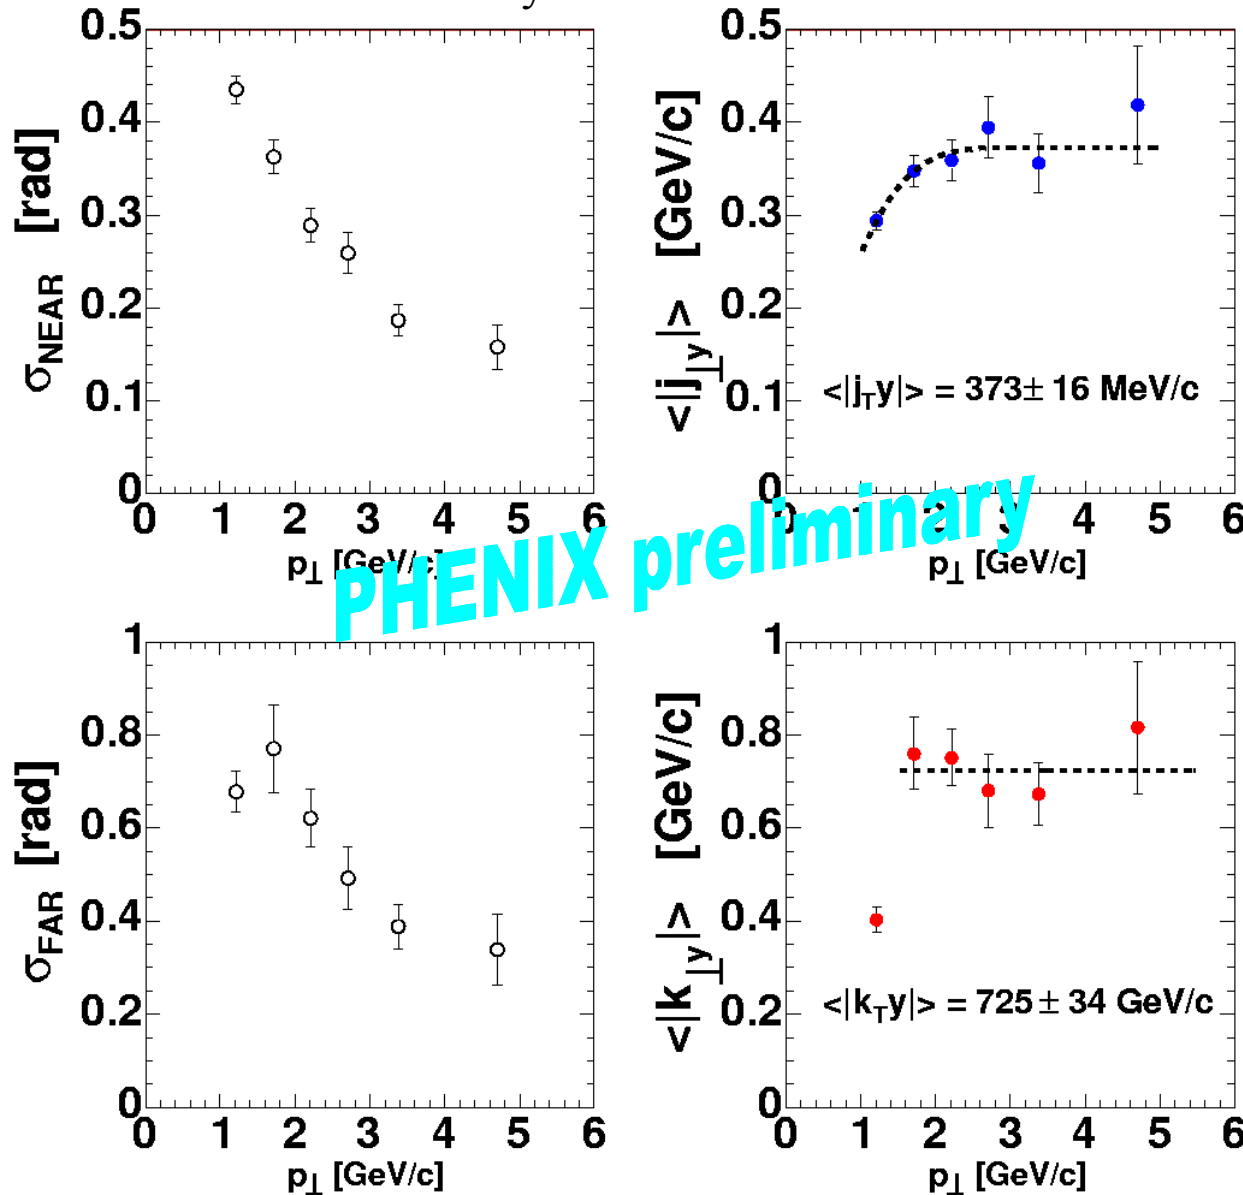 y
0.5
0.4
0.3
0.2
0.1
0
σNEAR [rad]
0 1 2 3 4 5 6
p⊥ [GeV/c]
0.5
0.4
0.3
0.2
0.1
0
<|j⊥y|> [GeV/c]
<|jTy|> = 373± 16 MeV/c
0 1 2 3 4 5 6
p⊥ [GeV/c]
PHENIX preliminary
1
0.8
0.6
0.4
0.2
0
σFAR [rad]
0 1 2 3 4 5 6
p⊥ [GeV/c]
1
0.8
0.6
0.4
0.2
0
<|k⊥y|> [GeV/c]
<|kTy|> = 725 ± 34 GeV/c
0 1 2 3 4 5 6
p⊥ [GeV/c]